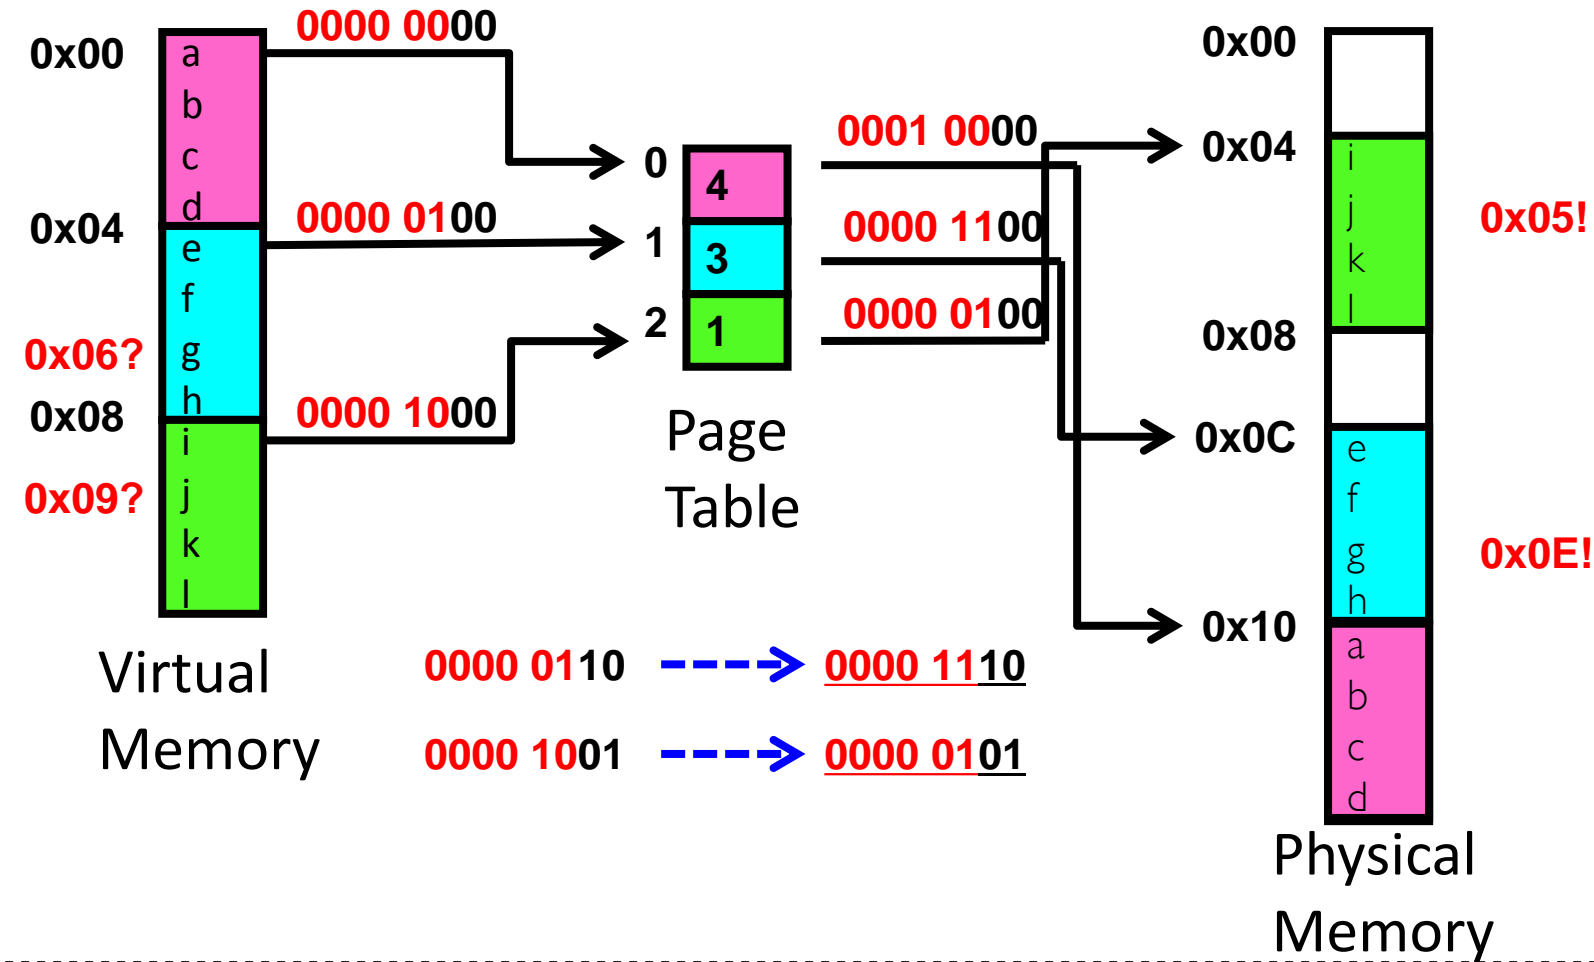 0x00
a
b
c
d
0x04
e
f
0x06?
g
h
0x08
i
0x09?
j
k
l
Virtual
Memory
0000 0000
0000 0100
0000 1000
0
4
1
3
2
1
Page
Table
0001 0000
0000 1100
0000 0100
0000 0110
0000 1110
0000 1001
0000 0101
0x00
0x04
i
j
0x05!
k
l
0x08
0x0C
e
f
g
0x0E!
h
0x10
a
b
c
d
Physical
Memory